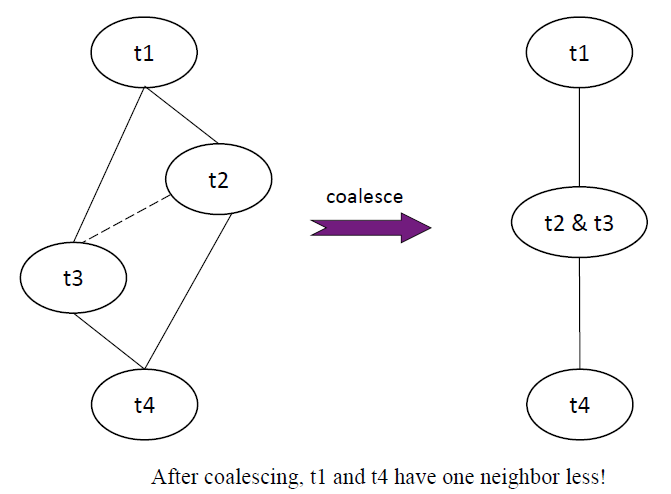 t1
t2
t3
t4
coalesce
t1
t2 & t3
t4
After coalescing, t1 and t4 have one neighbor less!